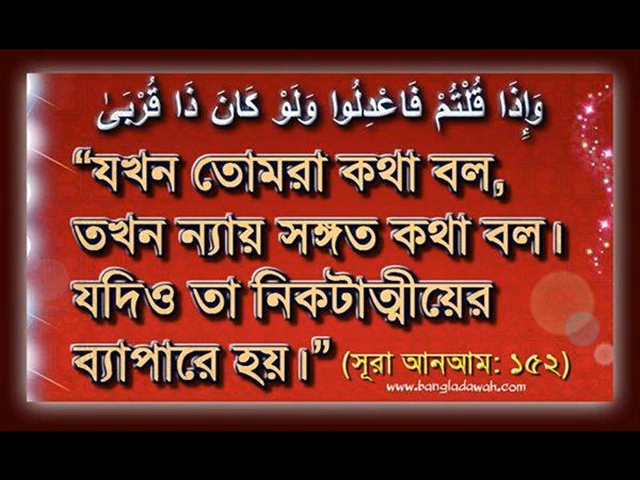 وَإِذَا قُلْتُمْ فَاعْدِلُوا وَلَوْ كَانَ ذَا قُرْبَىٰ
“যখন তোমরা কথা বল,
তখন ন্যায় সঙ্গত কথা বল।
যদিও তা নিকটাত্মীয়ের
ব্যাপারে হয়।” (সূরা আনআম: ১৫২)
www.bangladawah.com